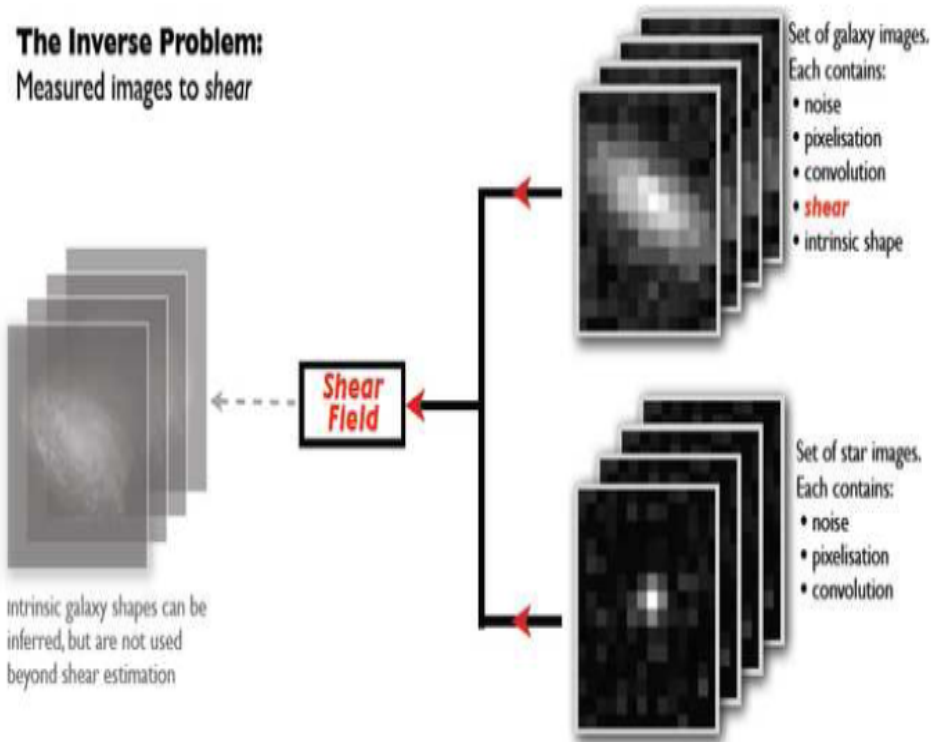 The Inverse Problem:
Measured images to shear
Set of galaxy images.
Each contains:
• noise
• pixelisation
• convolution
• shear
• intrinsic shape
Shear
Field
Set of star images.
Each contains:
• noise
• pixelisation
• convolution
Intrinsic galaxy shapes can be
inferred, but are not used
beyond shear estimation